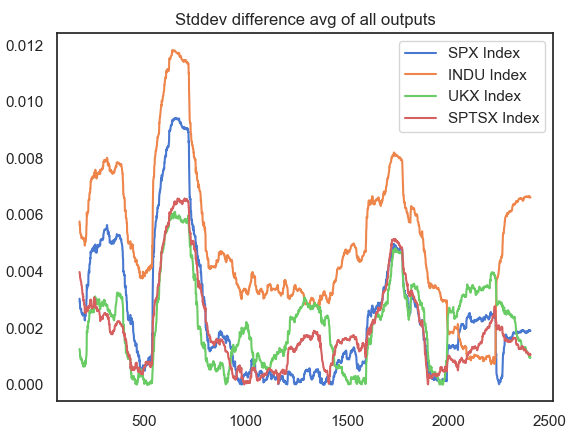 Stddev difference avg of all outputs
0.012
0.010
0.008
0.006
0.004
0.002
0.000
SPX Index
INDU Index
UKX Index
SPTSX Index
500
1000
1500
2000
2500